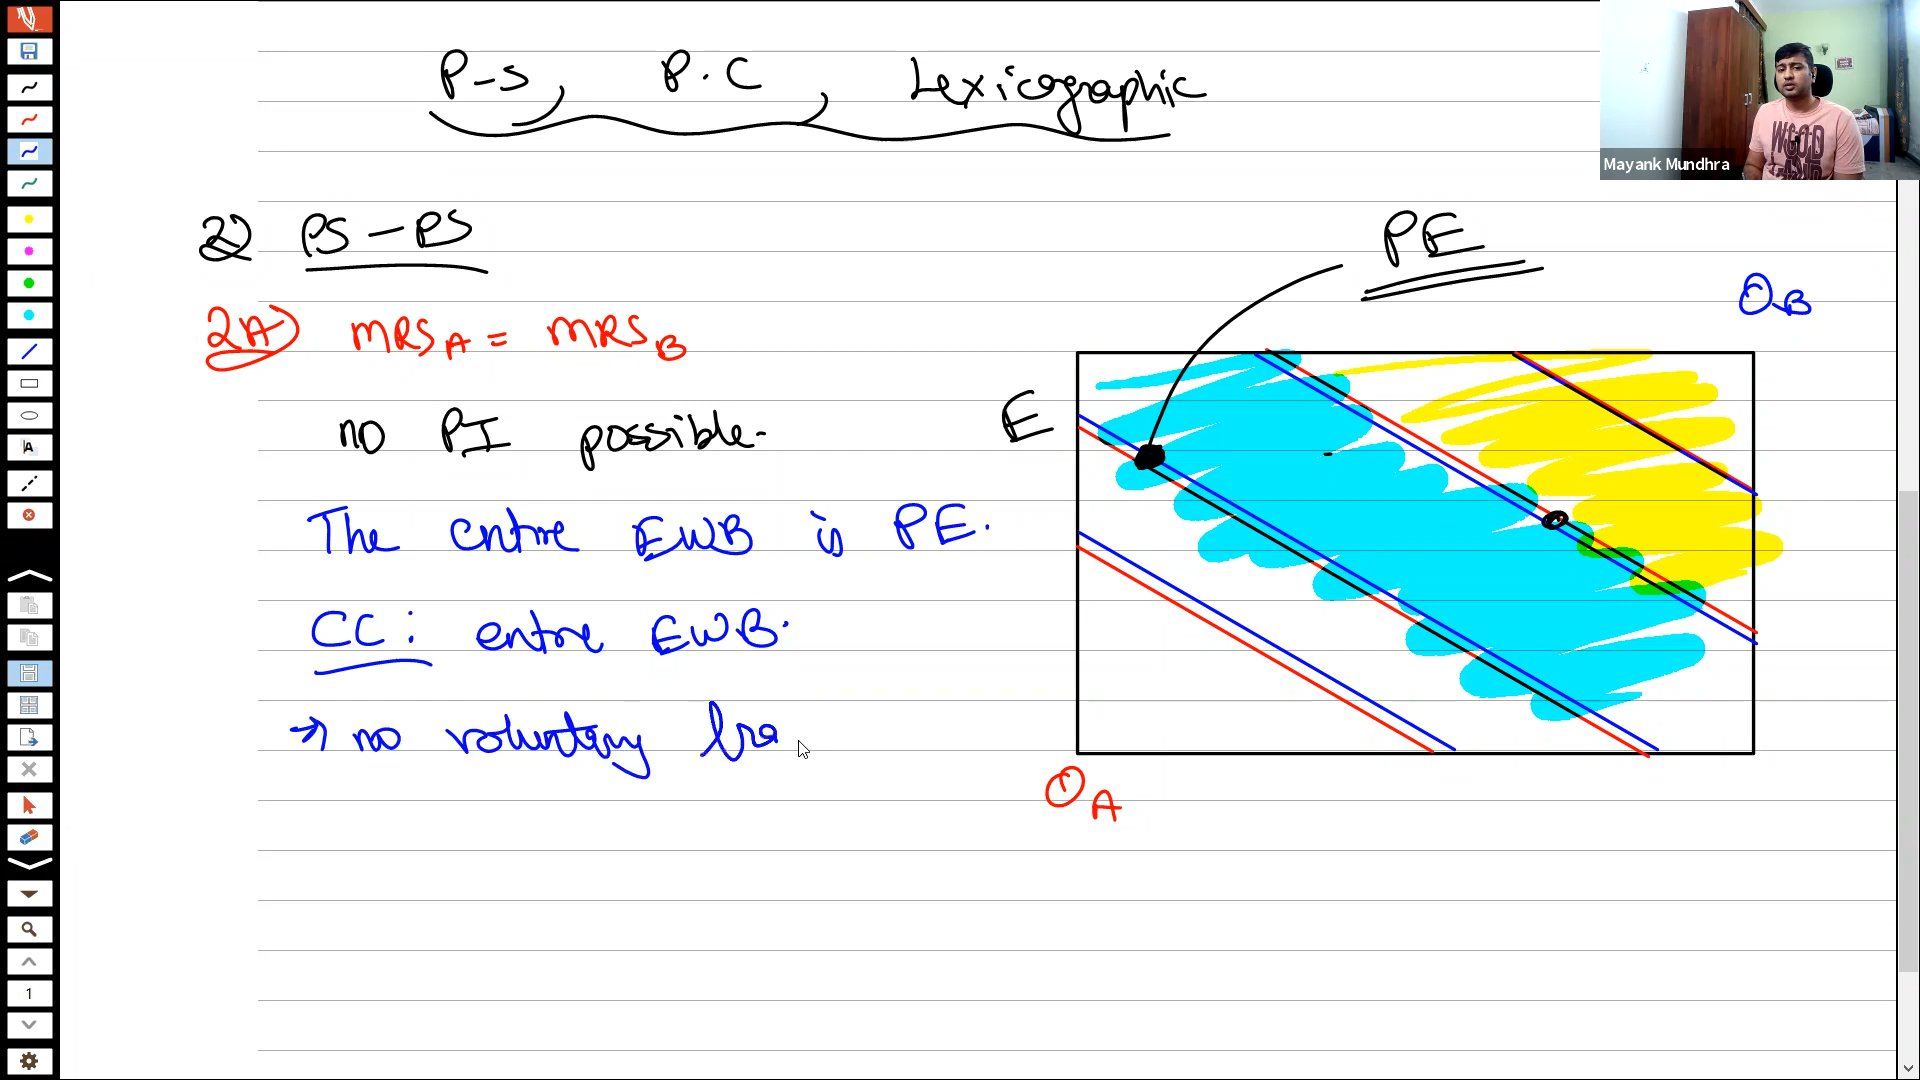 P-S, P.C, Lexicographic
Mayank Mundhra
2) PS-PS
PE
O_B
2A) MRS_A = MRS_B
no PI possible.
E
The entire EWB is PE.
CC: entire EWB.
→ no voluntary tra
O_A
1